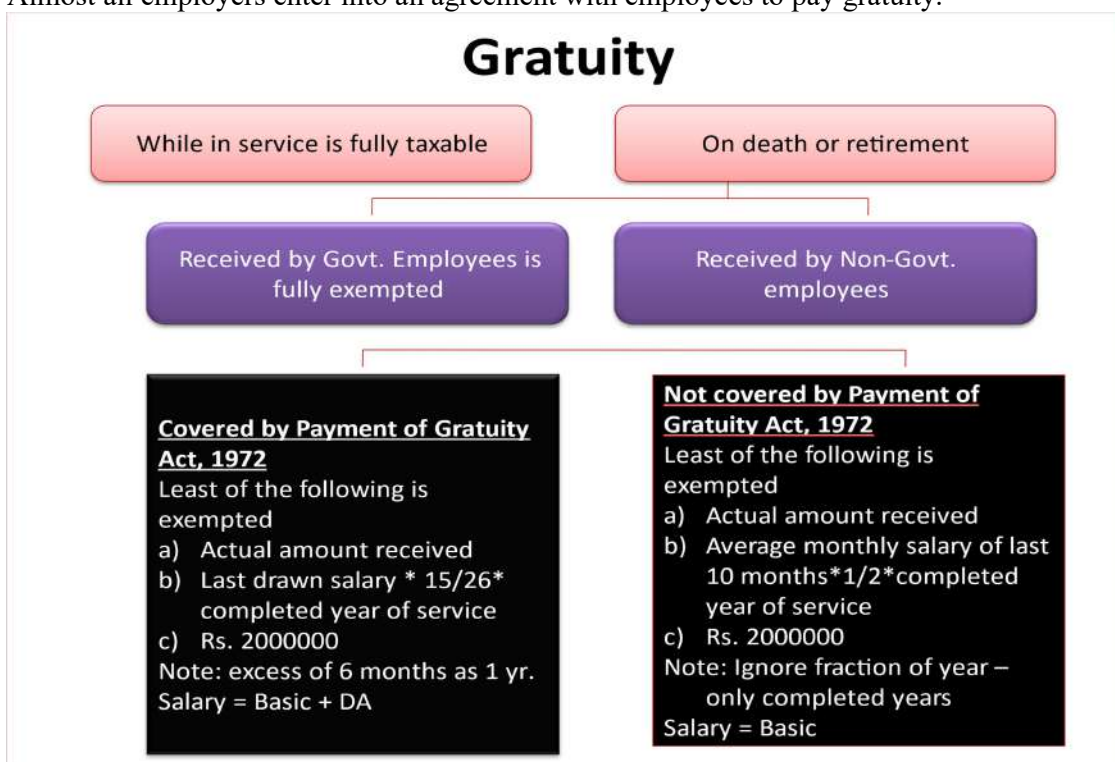 Almost all employers enter into an agreement with employees to pay gratuity.
Gratuity
While in service is fully taxable
On death or retirement
Received by Govt. Employees is
fully exempted
Received by Non-Govt.
employees
Covered by Payment of Gratuity
Act, 1972
Least of the following is
exempted
a) Actual amount received
b) Last drawn salary * 15/26*
completed year of service
c) Rs. 2000000
Note: excess of 6 months as 1 yr.
Salary = Basic + DA
Not covered by Payment of
Gratuity Act, 1972
Least of the following is
exempted
a) Actual amount received
b) Average monthly salary of last
10 months*1/2*completed
year of service
c) Rs. 2000000
Note: Ignore fraction of year –
only completed years
Salary = Basic